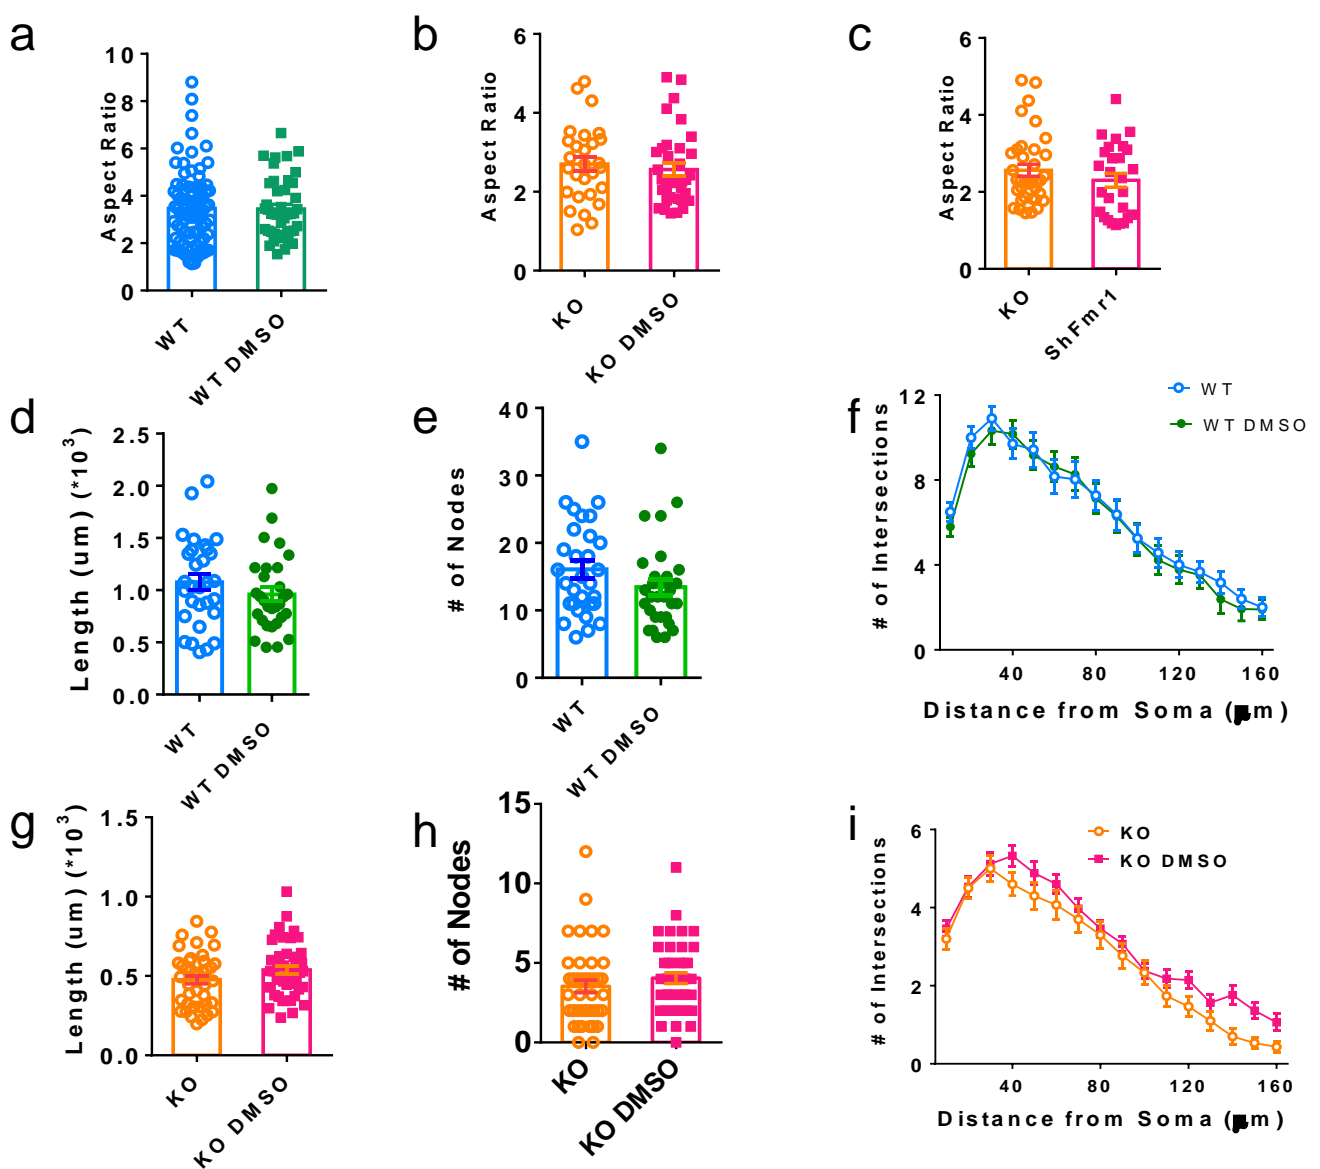 a
10
8
6
4
2
0
Aspect Ratio
WT
WT DMSO
b
6
4
2
0
Aspect Ratio
KO
KO DMSO
c
6
4
2
0
Aspect Ratio
KO
ShFmr1
d
2.5
2.0
1.5
1.0
0.5
0.0
Length (um) (*10³)
WT
WT DMSO
e
40
30
20
10
0
# of Nodes
WT
WT DMSO
f
12
8
4
0
# of Intersections
WT
WT DMSO
40 80 120 160
Distance from Soma (μm)
g
1.5
1.0
0.5
0.0
Length (um) (*10³)
KO
KO DMSO
h
15
10
5
0
# of Nodes
KO
KO DMSO
i
6
4
2
0
# of Intersections
KO
KO DMSO
40 80 120 160
Distance from Soma (μm)